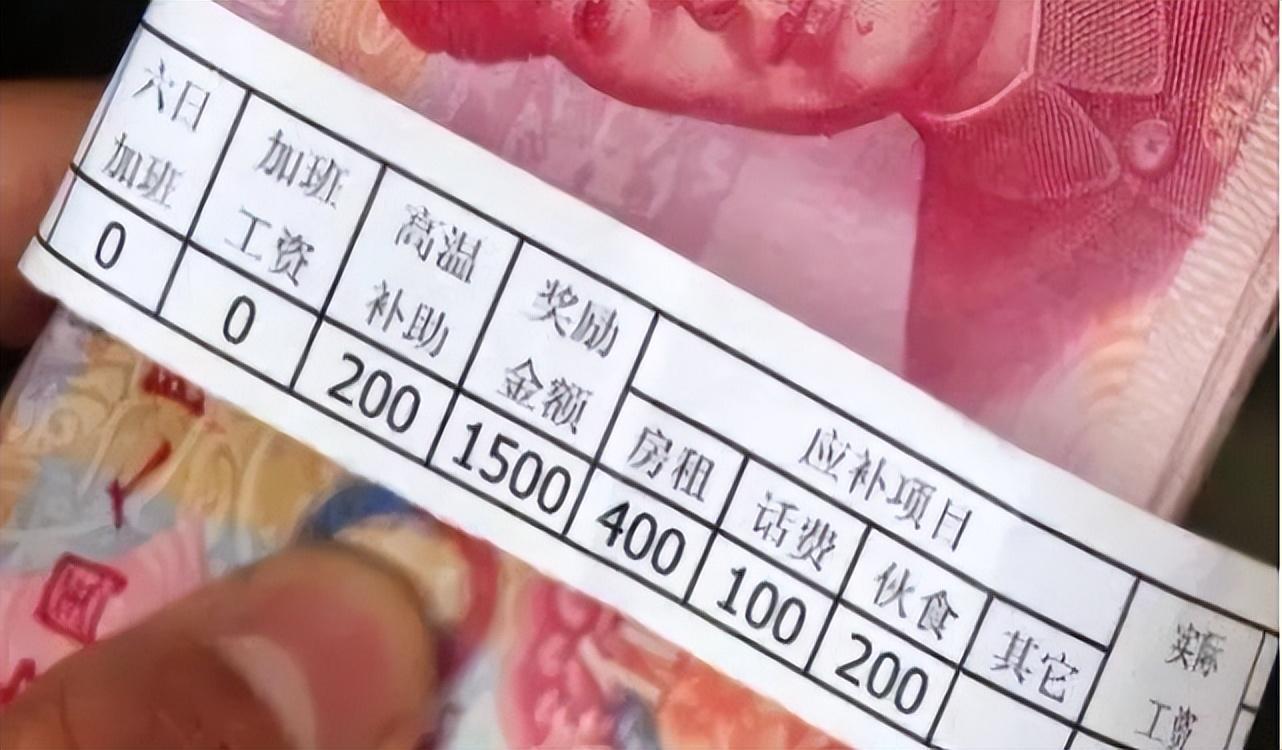 六日
加班
加班
工资
高温
补助
奖励
金额
应补项目
房租
话费
伙食
其它
实际
工资
0
0
200
1500
400
100
200